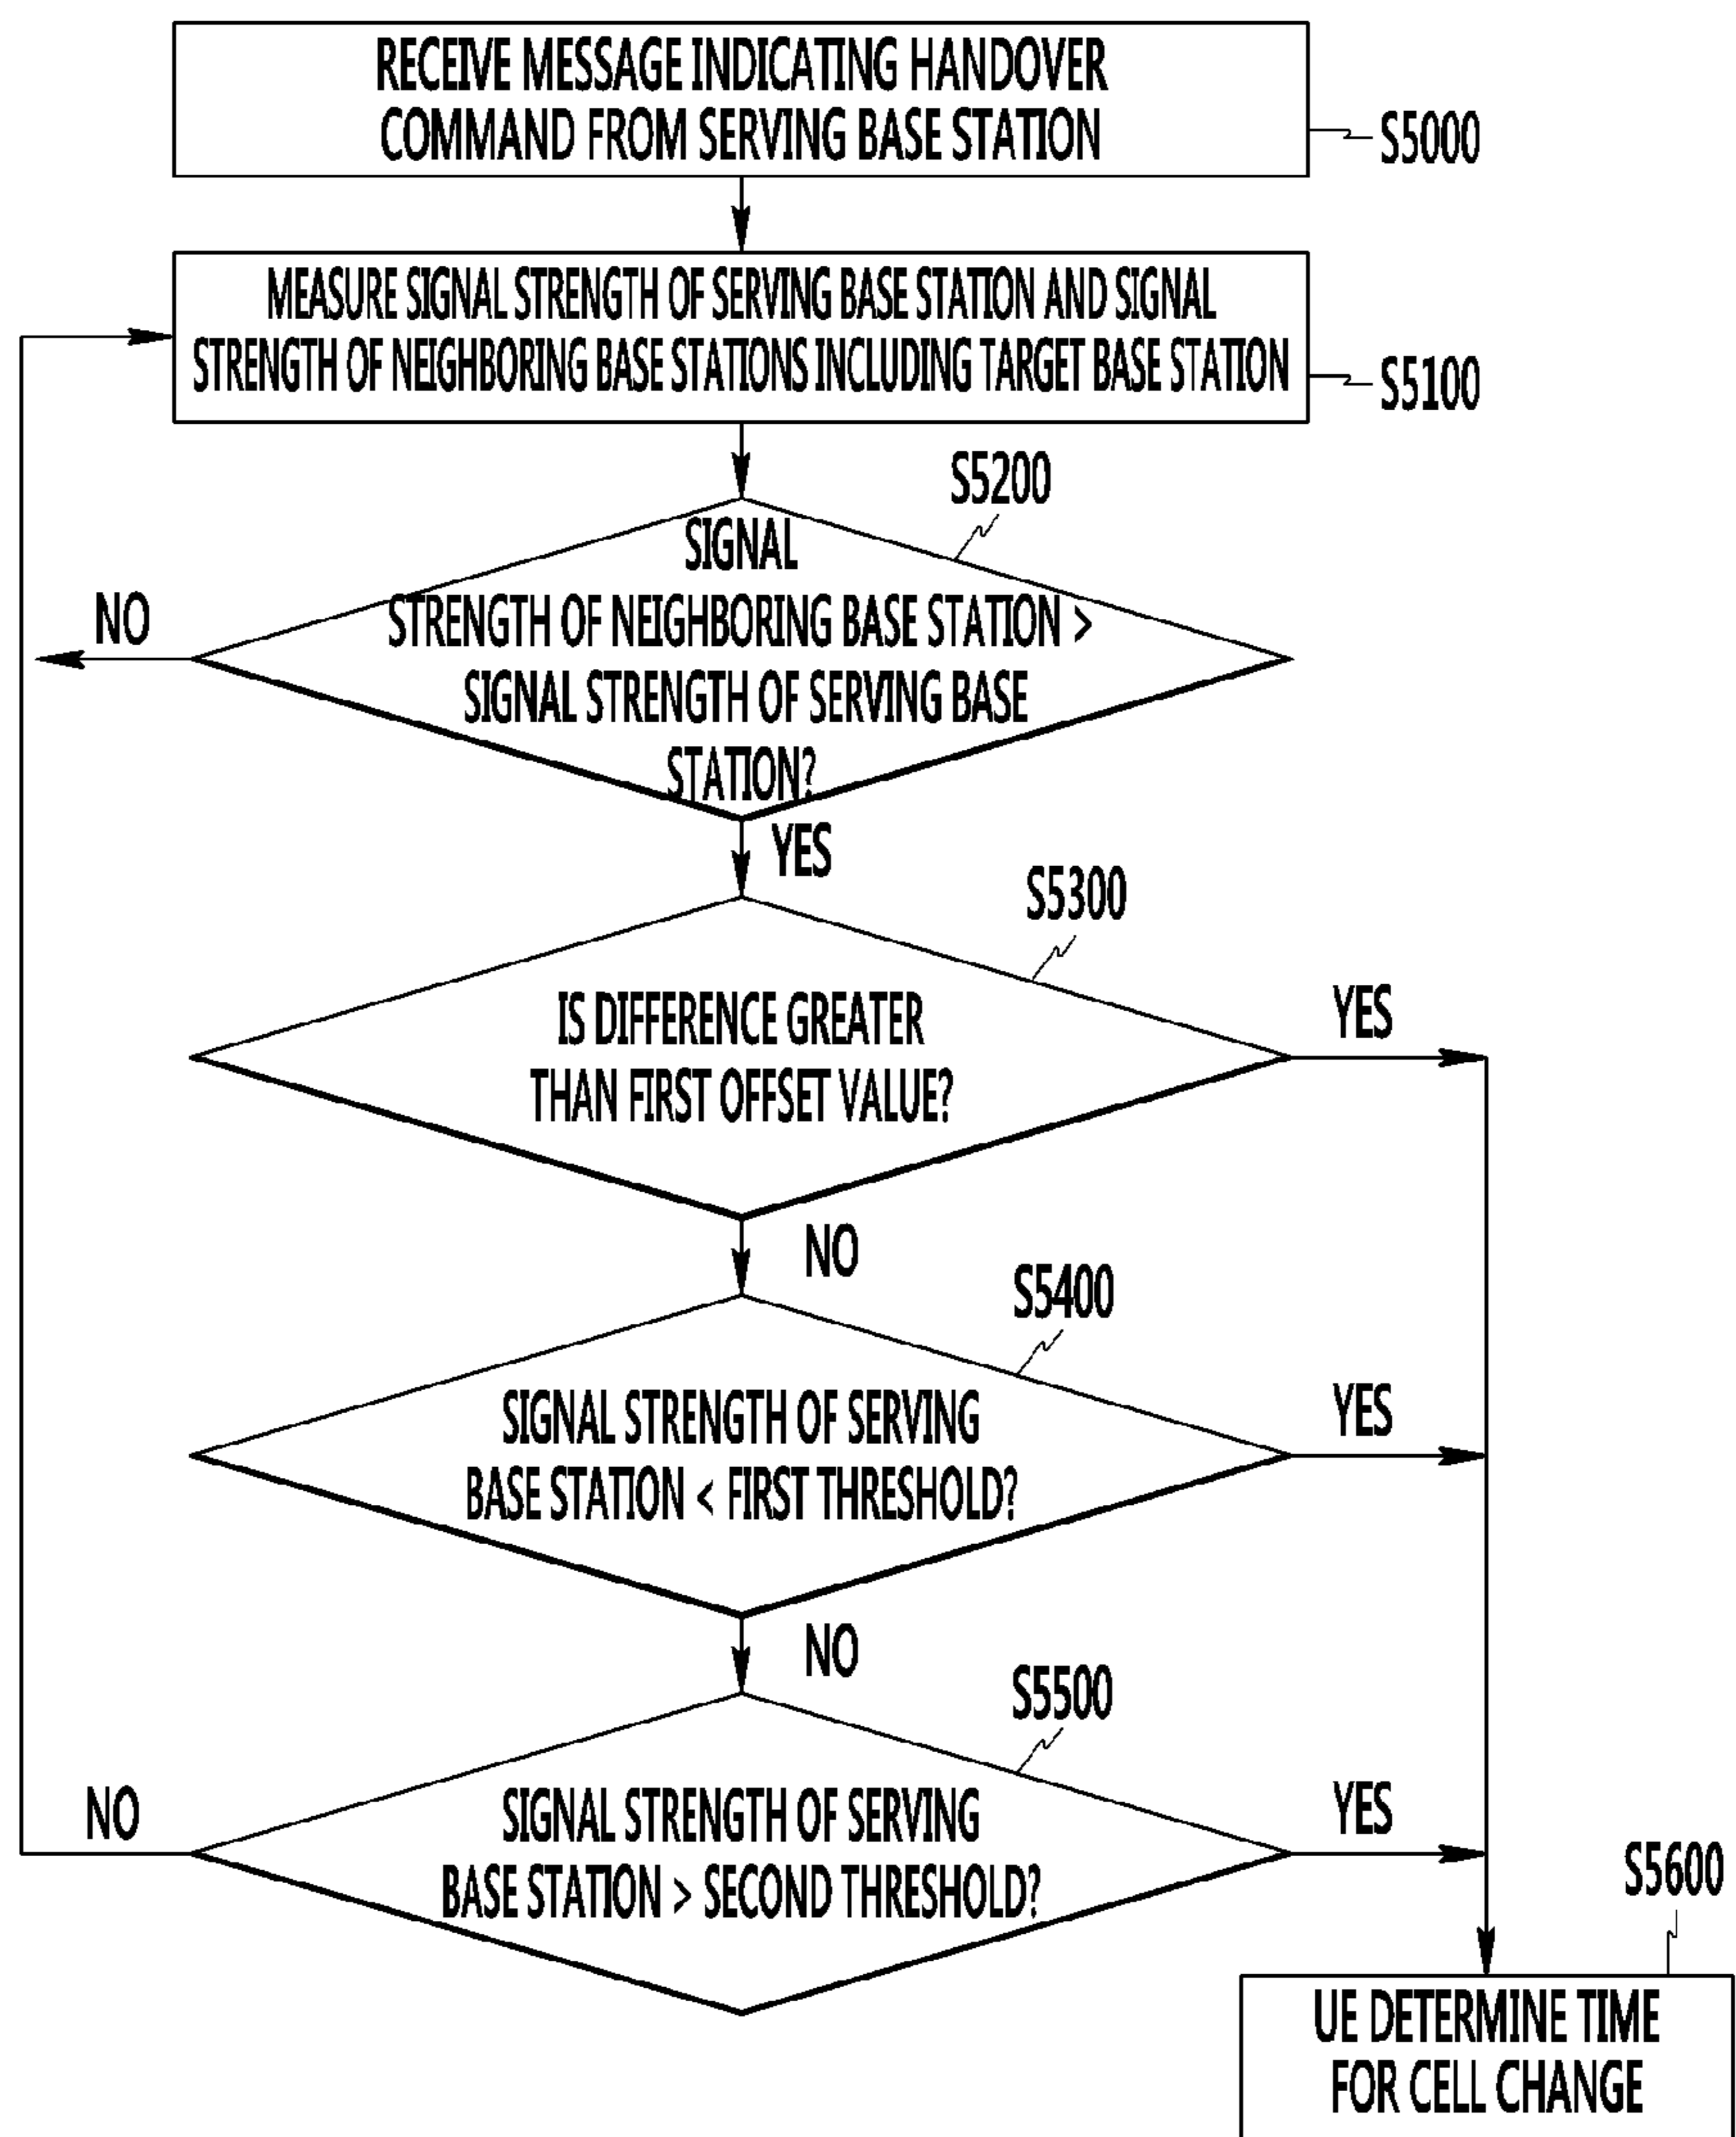 RECEIVE MESSAGE INDICATING HANDOVER
COMMAND FROM SERVING BASE STATION
S5000
MEASURE SIGNAL STRENGTH OF SERVING BASE STATION AND SIGNAL
STRENGTH OF NEIGHBORING BASE STATIONS INCLUDING TARGET BASE STATION
S5100
S5200
SIGNAL
STRENGTH OF NEIGHBORING BASE STATION >
SIGNAL STRENGTH OF SERVING BASE
STATION?
NO
YES
S5300
IS DIFFERENCE GREATER
THAN FIRST OFFSET VALUE?
YES
NO
S5400
SIGNAL STRENGTH OF SERVING
BASE STATION < FIRST THRESHOLD?
YES
NO
S5500
SIGNAL STRENGTH OF SERVING
BASE STATION > SECOND THRESHOLD?
NO
YES
S5600
UE DETERMINE TIME
FOR CELL CHANGE